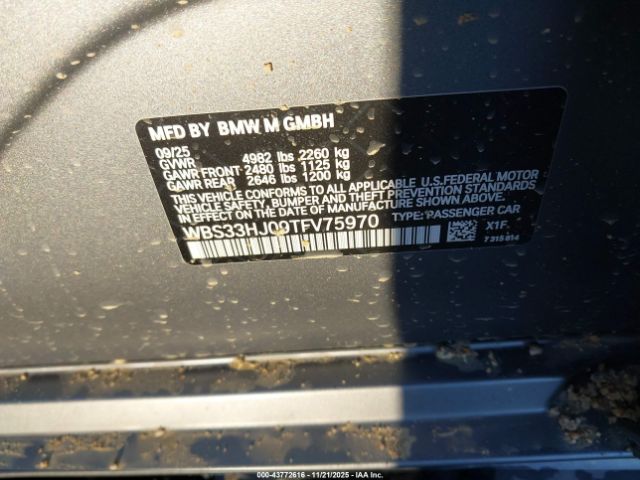 MFD BY BMW M GMBH
09/25
GVWR 4982 lbs 2260 kg
GAWR FRONT 2480 lbs 1125 kg
GAWR REAR 2646 lbs 1200 kg
THIS VEHICLE CONFORMS TO ALL APPLICABLE U.S.FEDERAL MOTOR
VEHICLE SAFETY, BUMPER, AND THEFT PREVENTION STANDARDS
IN EFFECT ON THE DATE OF MANUFACTURE SHOWN ABOVE.
WBS33HJ09TFV75970 TYPE: PASSENGER CAR
X1F.
7 315 814
000-43772616 - 11/21/2025 - IAA Inc.